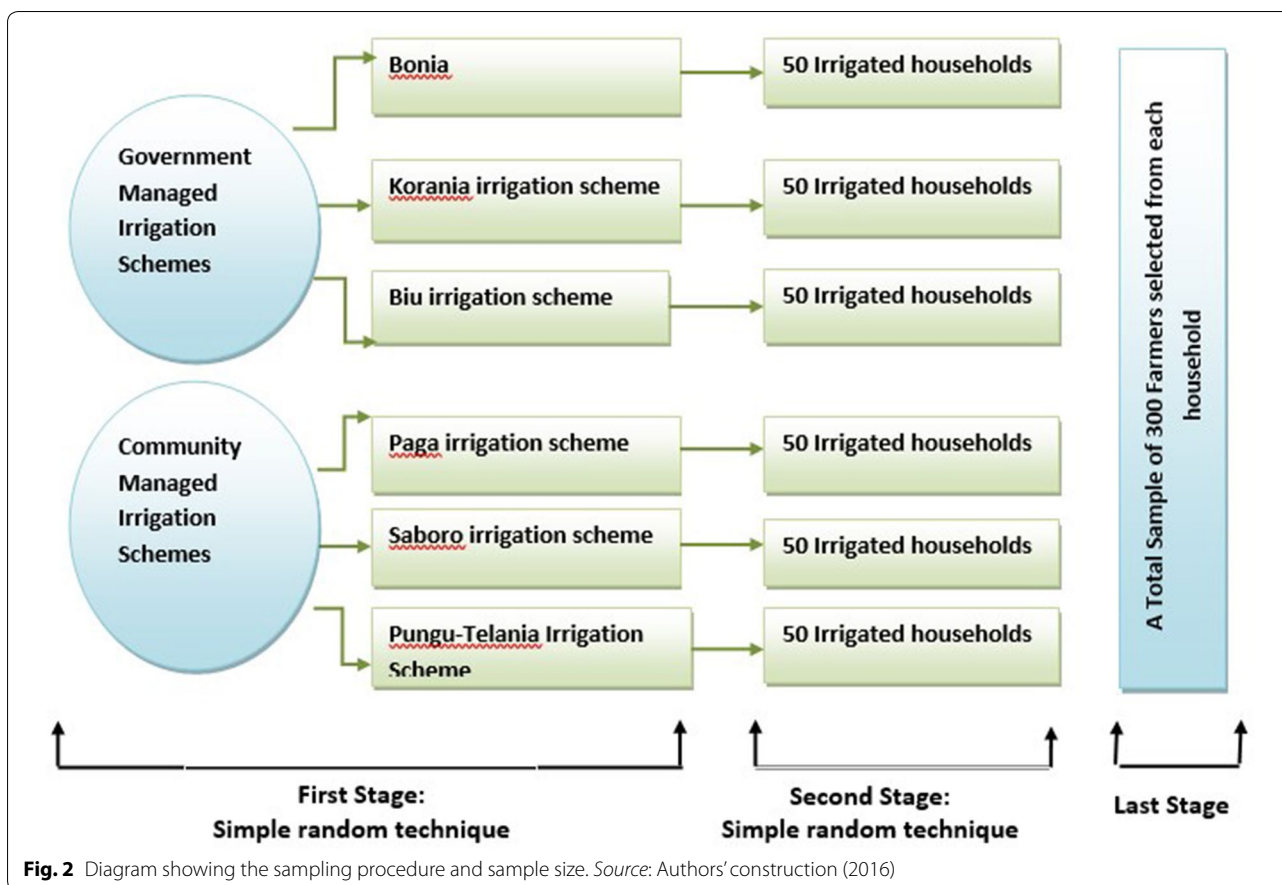 Government
Managed
Irrigation
Schemes
Bonia
50 Irrigated households
Korania irrigation scheme
50 Irrigated households
Biu irrigation scheme
50 Irrigated households
Community
Managed
Irrigation
Schemes
Paga irrigation scheme
50 Irrigated households
Saboro irrigation scheme
50 Irrigated households
Pungu-Telania Irrigation
Scheme
50 Irrigated households
A Total Sample of 300 Farmers selected from each
household
First Stage:
Simple random technique
Second Stage:
Simple random technique
Last Stage
Fig. 2 Diagram showing the sampling procedure and sample size. Source: Authors’ construction (2016)